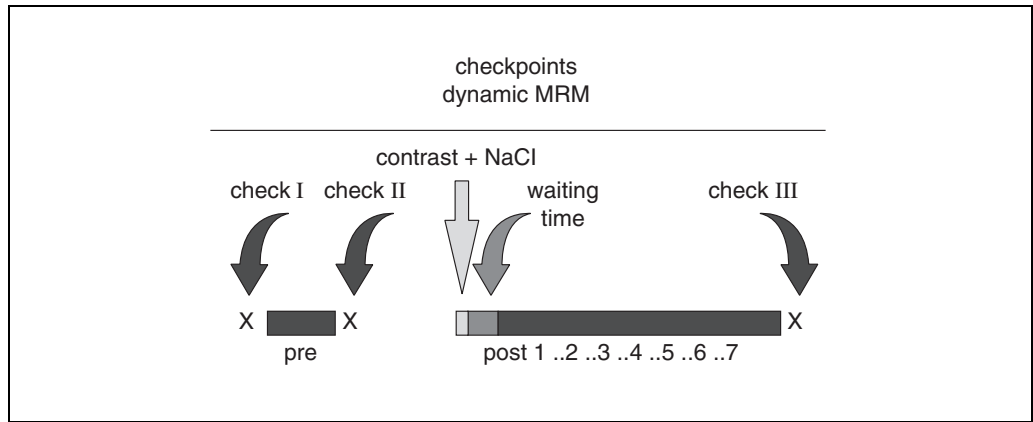 checkpoints
dynamic MRM
contrast + NaCl
check I
check II
waiting
time
check III
X
X
X
pre
post 1 ..2 ..3 ..4 ..5 ..6 ..7